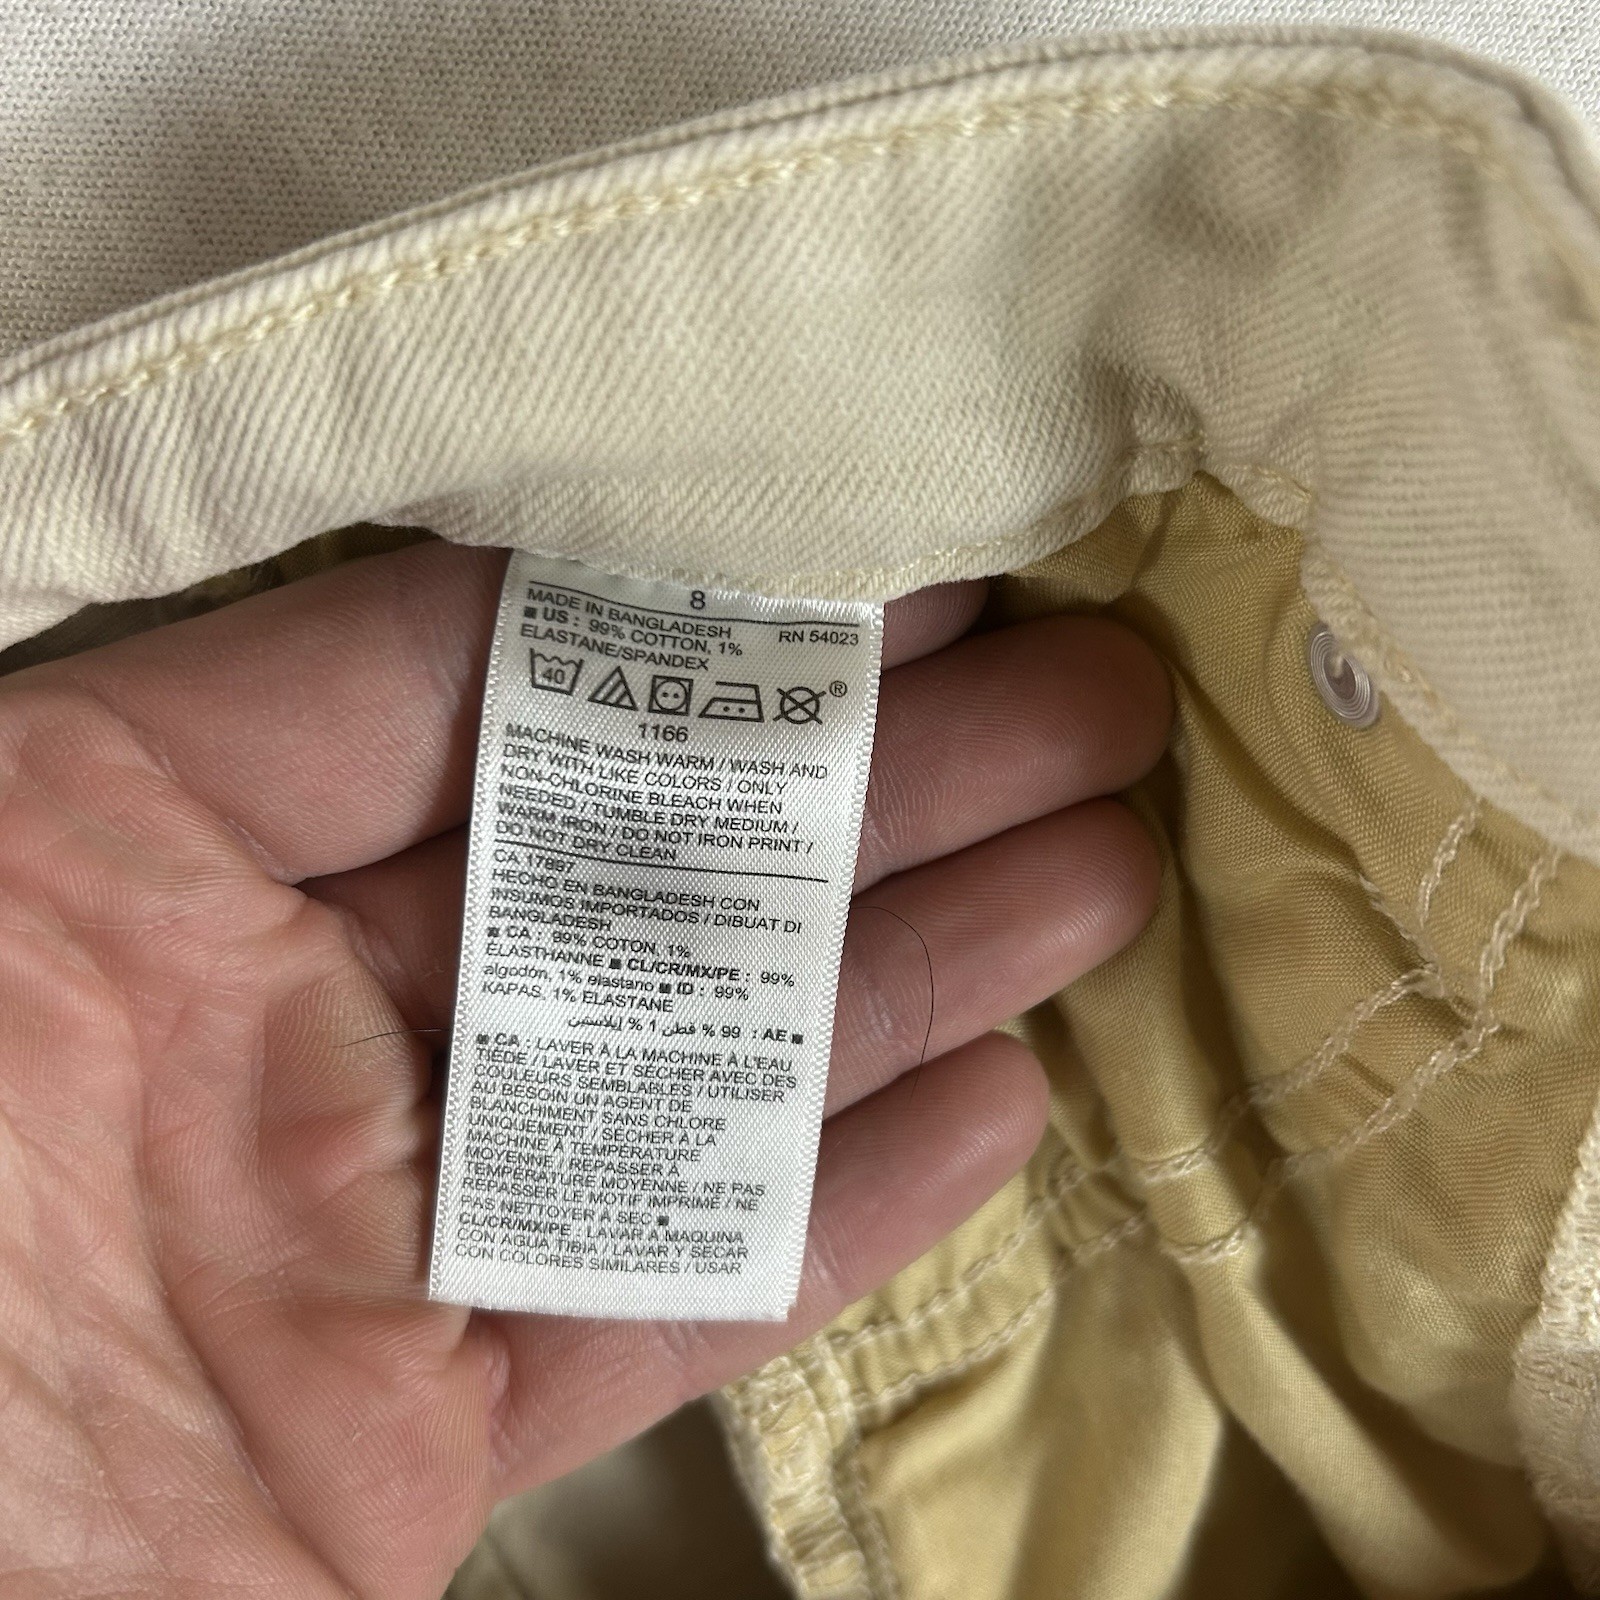 8
MADE IN BANGLADESH RN 54023
■ US : 99% COTTON, 1%
ELASTANE/SPANDEX
40 ®
1166
MACHINE WASH WARM / WASH AND
DRY WITH LIKE COLORS / ONLY
NON-CHLORINE BLEACH WHEN
NEEDED / TUMBLE DRY MEDIUM /
WARM IRON / DO NOT IRON PRINT /
DO NOT DRY CLEAN
CA 17897
HECHO EN BANGLADESH CON
INSUMOS IMPORTADOS / DIBUAT DI
BANGLADESH
■ CA : 99% COTON, 1%
ÉLASTHANNE ■ CL/CR/MX/PE : 99%
algodón, 1% elastano ■ ID : 99%
KAPAS, 1% ELASTANE
■ AE : 99 % قطن 1 % إيلاستين
■ CA : LAVER À LA MACHINE À L'EAU
TIÈDE / LAVER ET SÉCHER AVEC DES
COULEURS SEMBLABLES / UTILISER
AU BESOIN UN AGENT DE
BLANCHIMENT SANS CHLORE
UNIQUEMENT / SÉCHER À LA
MACHINE À TEMPÉRATURE
MOYENNE / REPASSER À
TEMPÉRATURE MOYENNE / NE PAS
REPASSER LE MOTIF IMPRIMÉ / NE
PAS NETTOYER À SEC ■
CL/CR/MX/PE : LAVAR A MAQUINA
CON AGUA TIBIA / LAVAR Y SECAR
CON COLORES SIMILARES / USAR